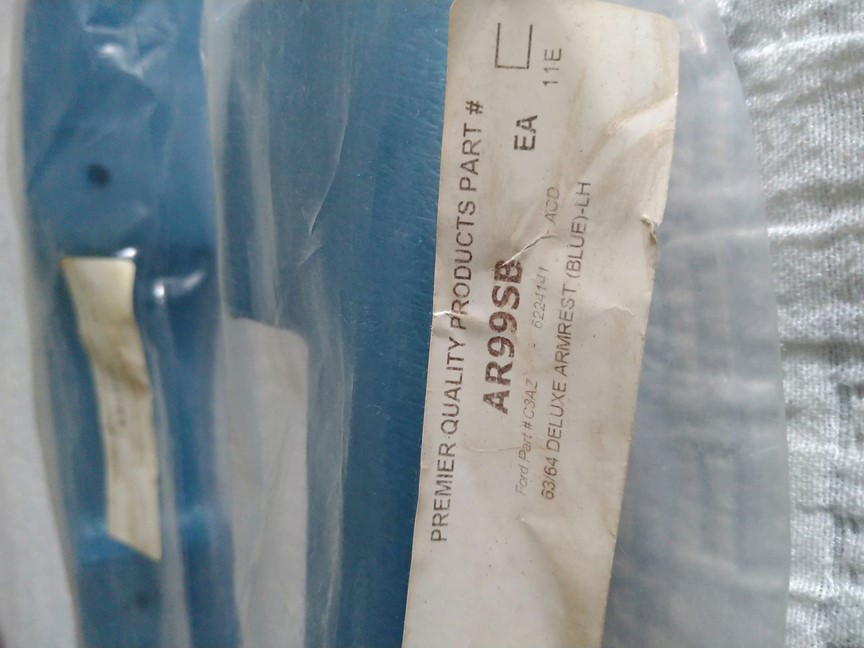 PREMIER QUALITY PRODUCTS PART #
AR99SB EA
Ford Part # C3AZ - 6224141 - ACD 11E
63/64 DELUXE ARMREST (BLUE)-LH